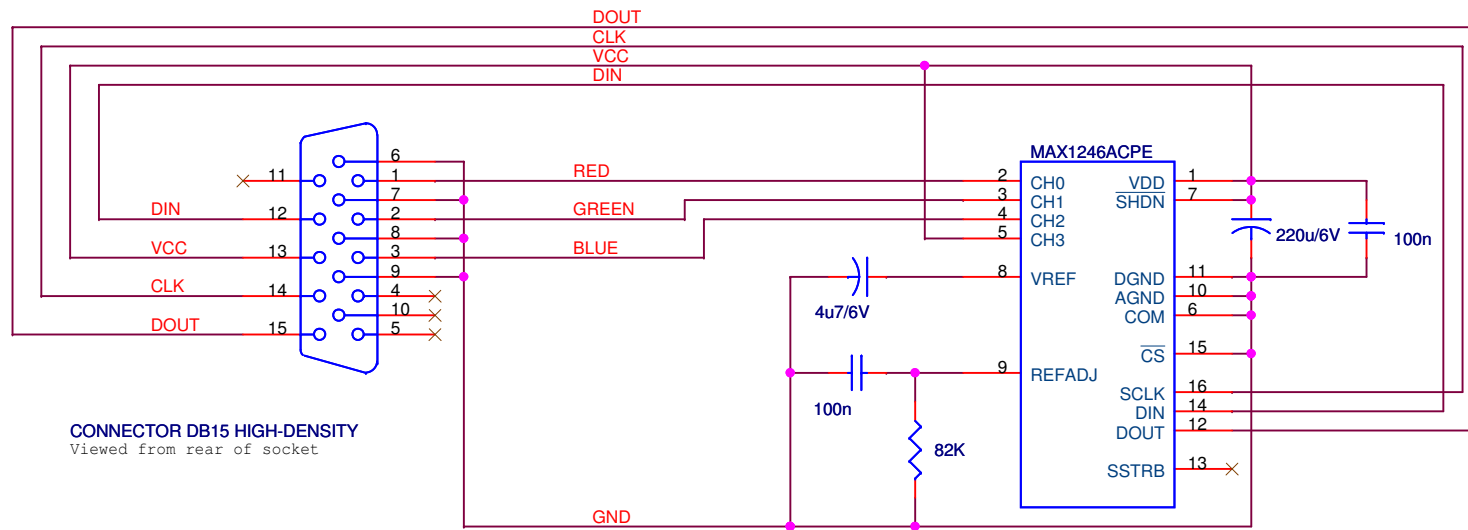 DOUT
CLK
VCC
DIN
6
11
1
RED
7
DIN
12
2
GREEN
8
VCC
13
3
BLUE
9
CLK
14
4
10
DOUT
15
5
CONNECTOR DB15 HIGH-DENSITY
Viewed from rear of socket
MAX1246ACPE
2
CH0
VDD
1
3
CH1
SHDN
7
4
CH2
5
CH3
220u/6V
100n
8
VREF
DGND
11
AGND
10
4u7/6V
COM
6
CS
15
9
REFADJ
SCLK
16
100n
DIN
14
DOUT
12
82K
SSTRB
13
GND